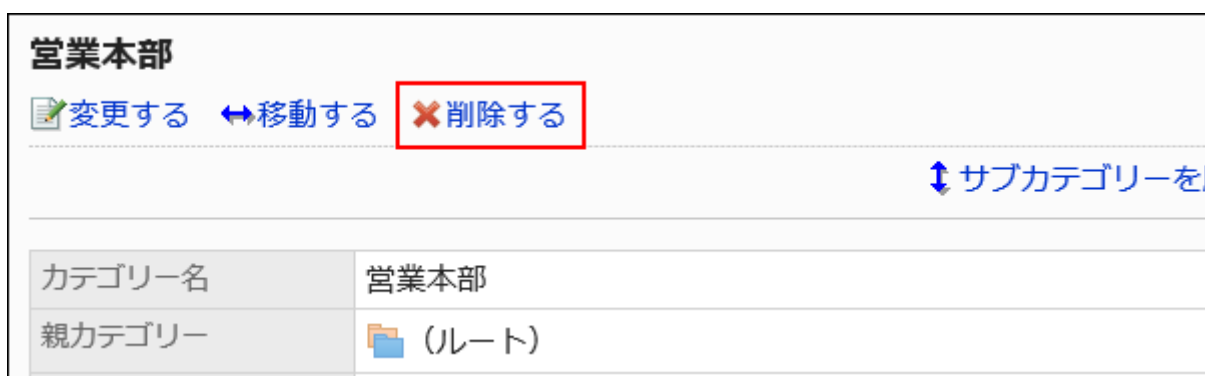 営業本部
変更する 移動する 削除する
サブカテゴリーを
カテゴリー名 営業本部
親カテゴリー (ルート)